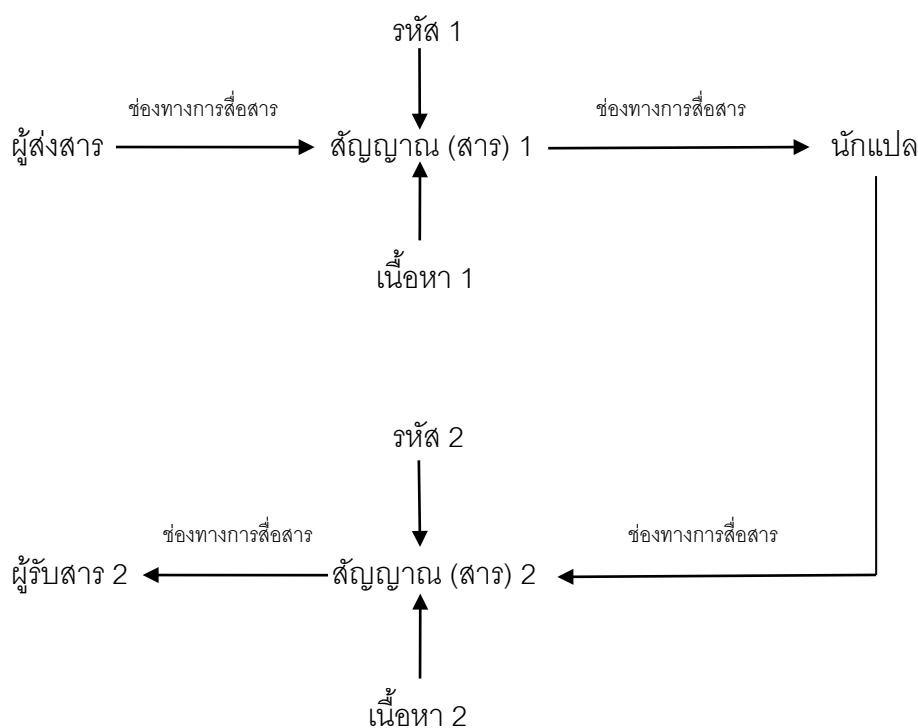 รหัส 1
ช่องทางการสื่อสาร ช่องทางการสื่อสาร
ผู้ส่งสาร สัญญาณ (สาร) 1 นักแปล
เนื้อหา 1
รหัส 2
ช่องทางการสื่อสาร ช่องทางการสื่อสาร
ผู้รับสาร 2 สัญญาณ (สาร) 2
เนื้อหา 2